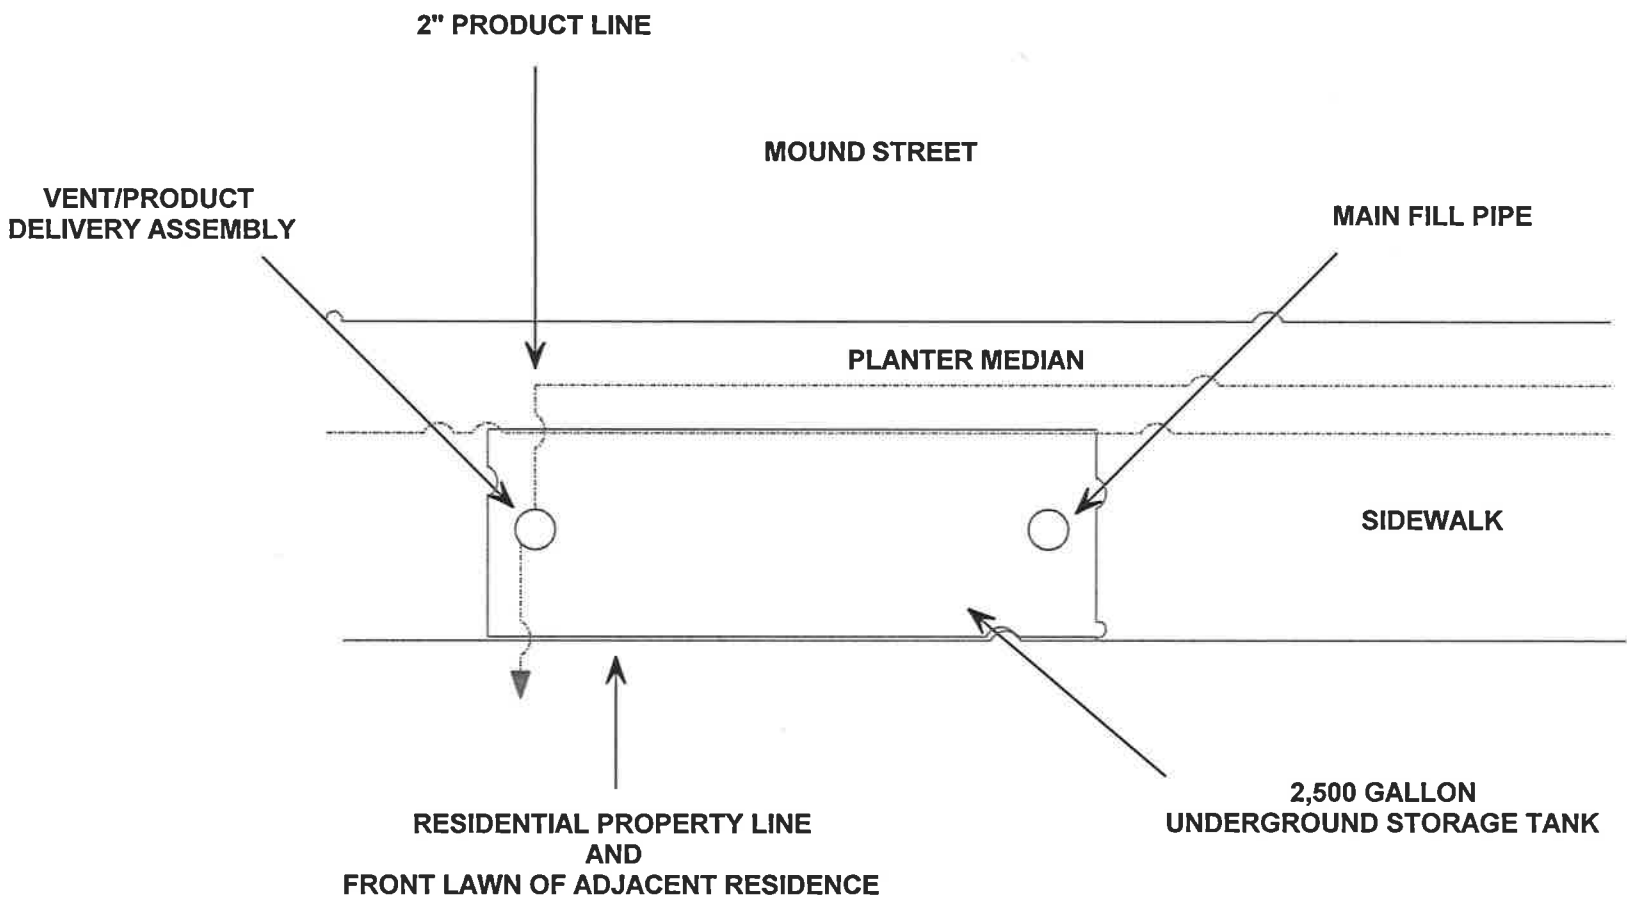 2" PRODUCT LINE
MOUND STREET
VENT/PRODUCT
DELIVERY ASSEMBLY
MAIN FILL PIPE
PLANTER MEDIAN
SIDEWALK
2,500 GALLON
UNDERGROUND STORAGE TANK
RESIDENTIAL PROPERTY LINE
AND
FRONT LAWN OF ADJACENT RESIDENCE